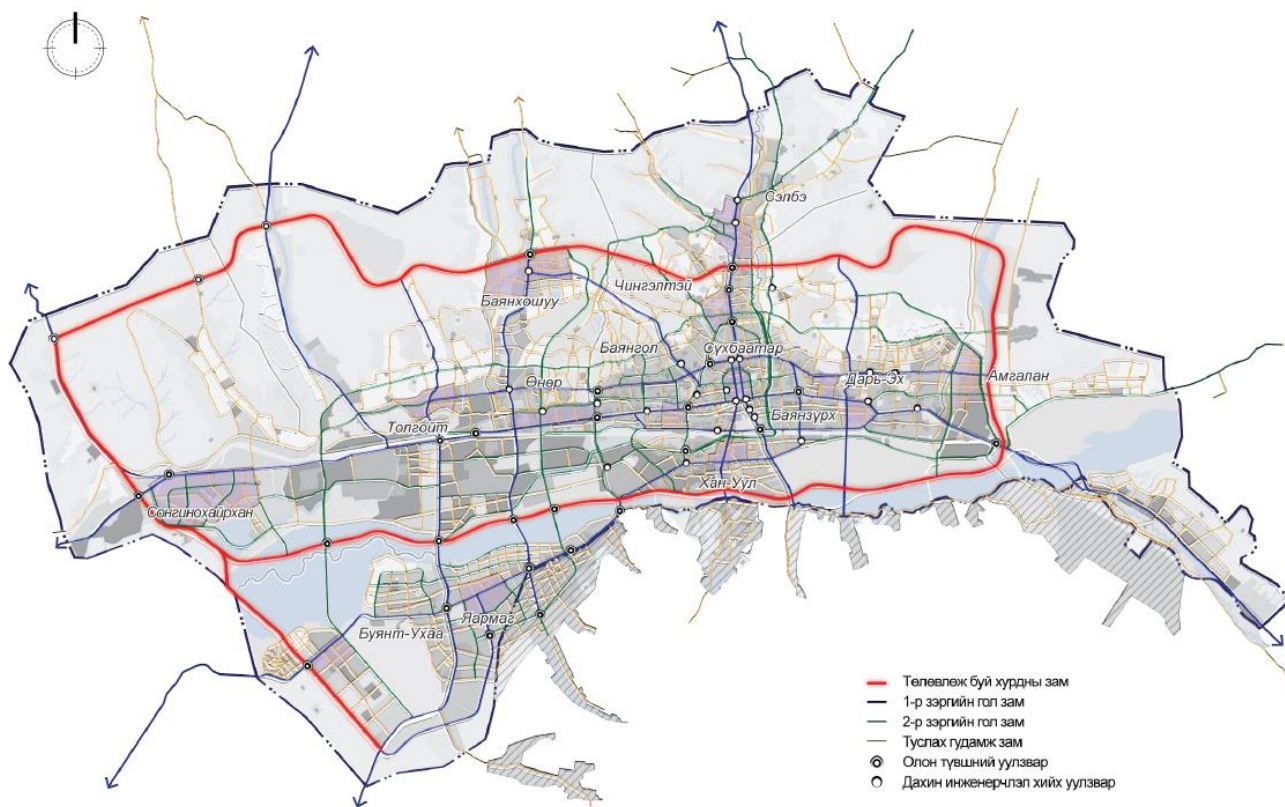 Сэлбэ
Баянхошуу
Чингэлтэй
Баянгол
Сүхбаатар
Өнөр
Дарь-Эх
Амгалан
Толгойт
Баянзүрх
Хан-Уул
Сонгинохайрхан
Яармаг
Буянт-Ухаа
Төлөвлөж буй хурдны зам
1-р зэргийн гол зам
2-р зэргийн гол зам
Туслах гудамж зам
Олон түвшний уулзвар
Дахин инженерчлэл хийх уулзвар